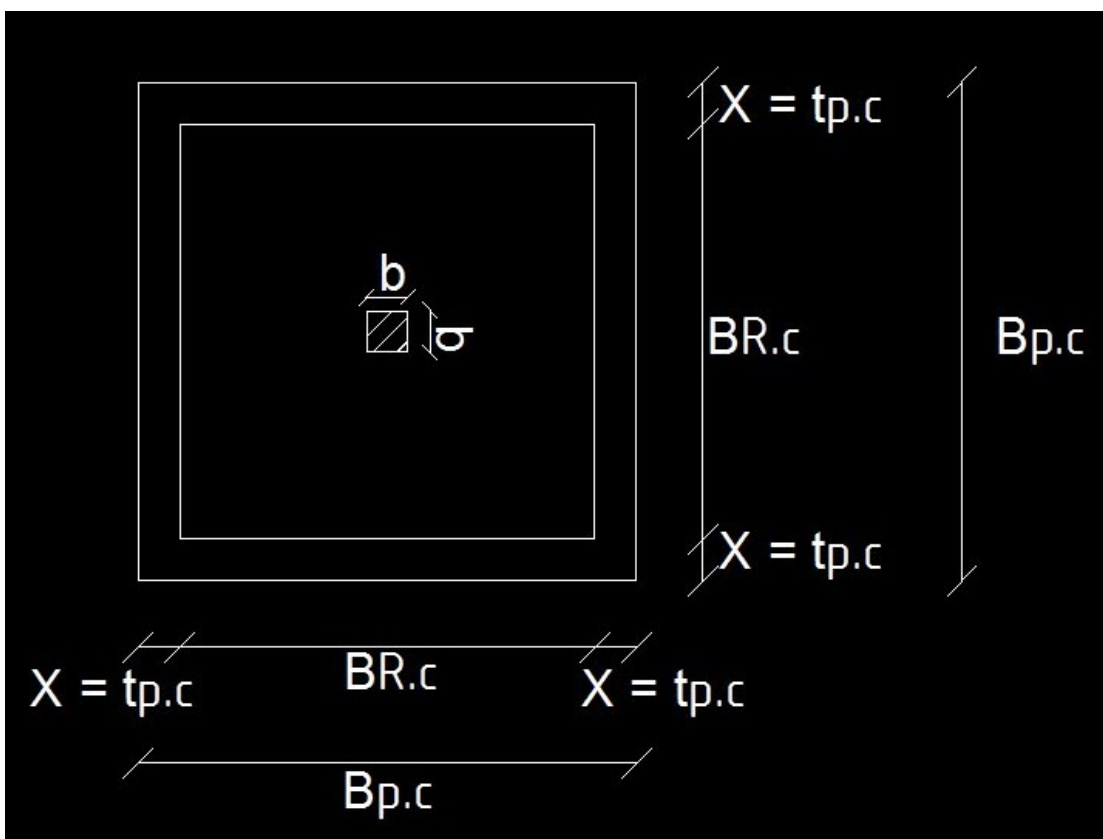 X = tp.c
b
b
BR.c
Bp.c
X = tp.c
X = tp.c
BR.c
X = tp.c
Bp.c